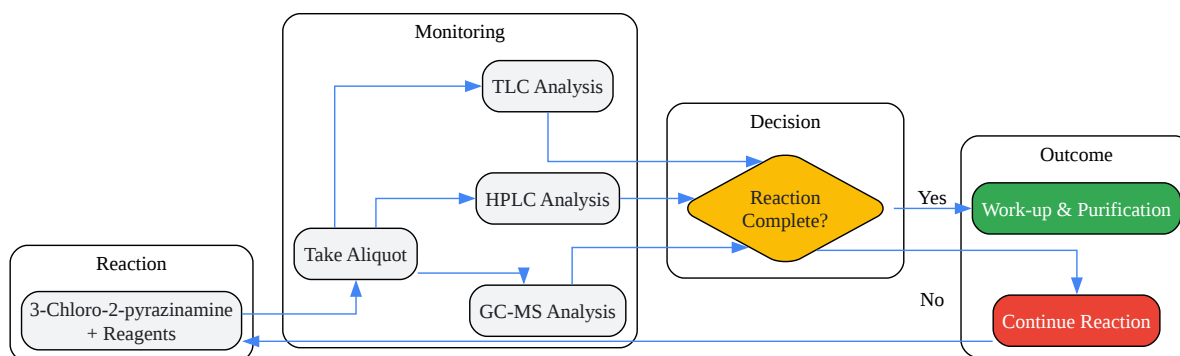 Reaction
3-Chloro-2-pyrazinamine
+ Reagents
Monitoring
Take Aliquot
TLC Analysis
HPLC Analysis
GC-MS Analysis
Decision
Reaction
Complete?
Yes
No
Outcome
Work-up & Purification
Continue Reaction